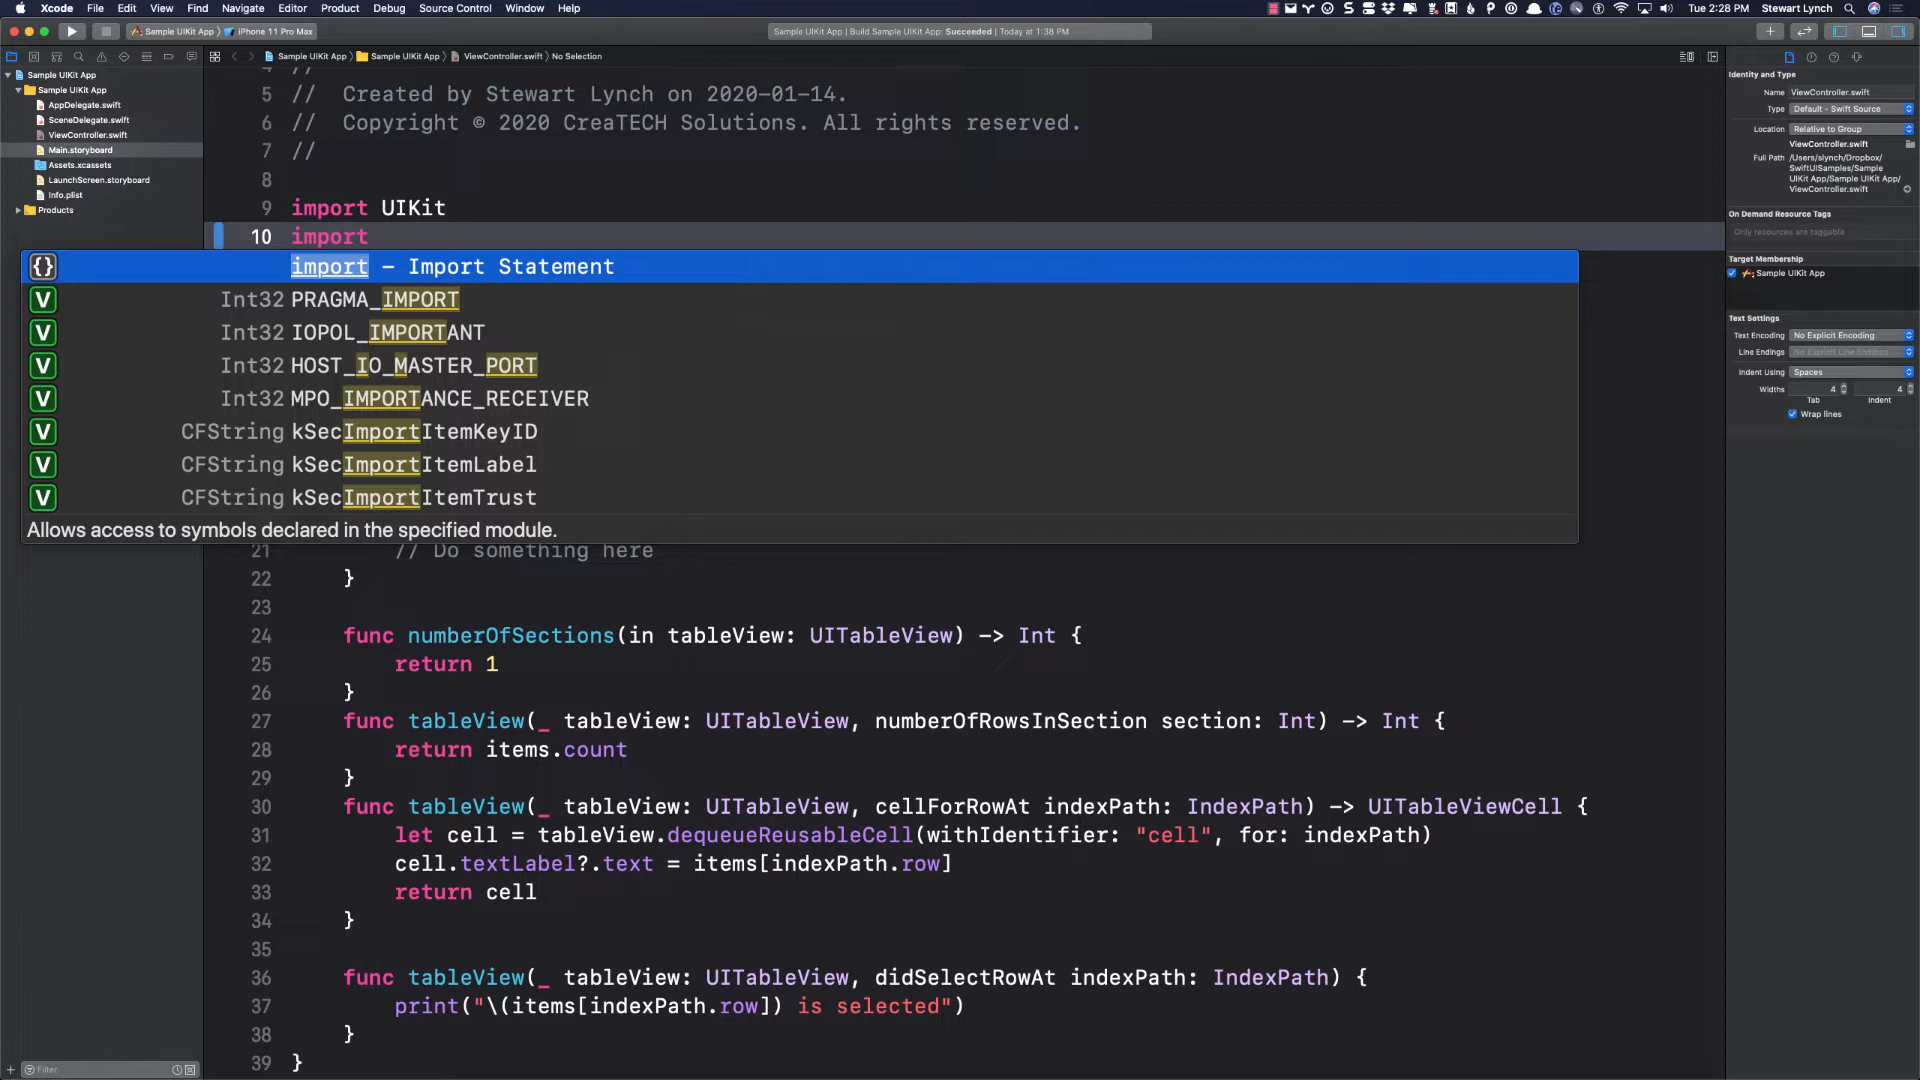 Xcode File Edit View Find Navigate Editor Product Debug Source Control Window Help
Tue 2:28 PM Stewart Lynch
Sample UIKit App › iPhone 11 Pro Max
Sample UIKit App | Build Sample UIKit App: Succeeded | Today at 1:38 PM
Sample UIKit App › Sample UIKit App › ViewController.swift › No Selection
Sample UIKit App
Sample UIKit App
AppDelegate.swift
SceneDelegate.swift
ViewController.swift
Main.storyboard
Assets.xcassets
LaunchScreen.storyboard
Info.plist
Products
Filter
5 // Created by Stewart Lynch on 2020-01-14.
6 // Copyright © 2020 CreaTECH Solutions. All rights reserved.
7 //
8
9 import UIKit
10 import
{} import – Import Statement
V Int32 PRAGMA_IMPORT
V Int32 IOPOL_IMPORTANT
V Int32 HOST_IO_MASTER_PORT
V Int32 MPO_IMPORTANCE_RECEIVER
V CFString kSecImportItemKeyID
V CFString kSecImportItemLabel
V CFString kSecImportItemTrust
Allows access to symbols declared in the specified module.
21 // Do something here
22 }
23
24 func numberOfSections(in tableView: UITableView) -> Int {
25 return 1
26 }
27 func tableView(_ tableView: UITableView, numberOfRowsInSection section: Int) -> Int {
28 return items.count
29 }
30 func tableView(_ tableView: UITableView, cellForRowAt indexPath: IndexPath) -> UITableViewCell {
31 let cell = tableView.dequeueReusableCell(withIdentifier: "cell", for: indexPath)
32 cell.textLabel?.text = items[indexPath.row]
33 return cell
34 }
35
36 func tableView(_ tableView: UITableView, didSelectRowAt indexPath: IndexPath) {
37 print("\(items[indexPath.row]) is selected")
38 }
39 }
Identity and Type
Name ViewController.swift
Type Default - Swift Source
Location Relative to Group
ViewController.swift
Full Path /Users/slynch/Dropbox/
SwiftUISamples/Sample
UIKit App/Sample UIKit App/
ViewController.swift
On Demand Resource Tags
Only resources are taggable
Target Membership
Sample UIKit App
Text Settings
Text Encoding No Explicit Encoding
Line Endings No Explicit Line Endings
Indent Using Spaces
Widths 4 4
Tab Indent
Wrap lines